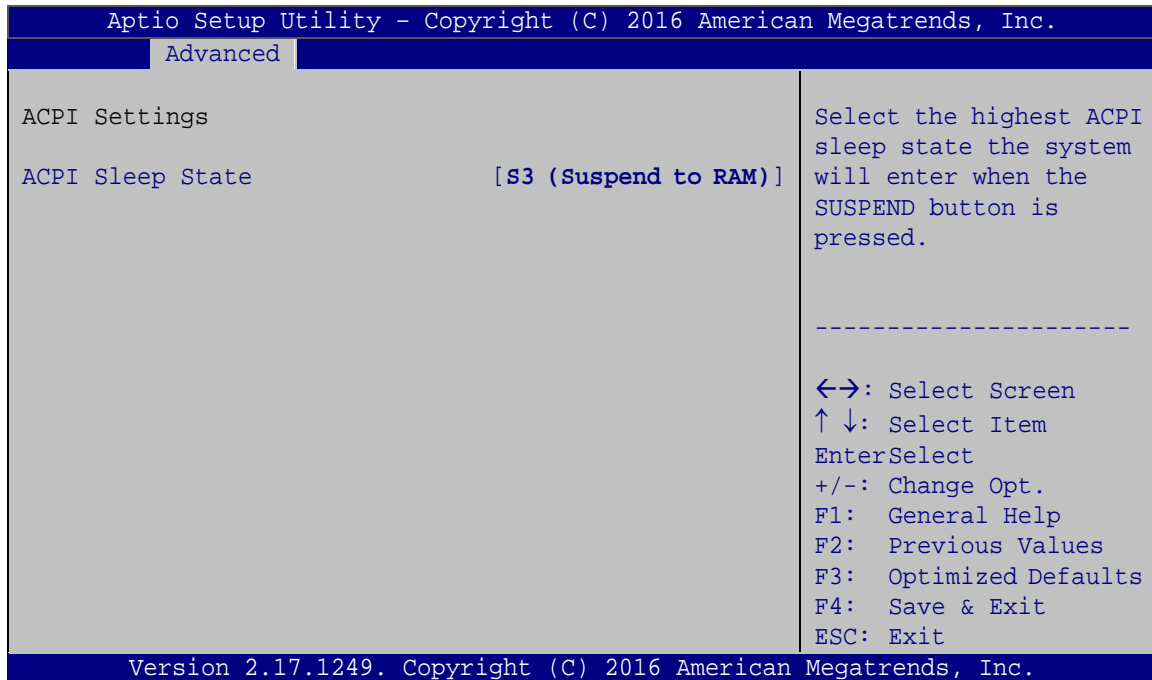 Aptio Setup Utility – Copyright (C) 2016 American Megatrends, Inc.
Advanced
ACPI Settings
ACPI Sleep State [S3 (Suspend to RAM)]
Select the highest ACPI
sleep state the system
will enter when the
SUSPEND button is
pressed.
----------------------
←→: Select Screen
↑ ↓: Select Item
EnterSelect
+/-: Change Opt.
F1: General Help
F2: Previous Values
F3: Optimized Defaults
F4: Save & Exit
ESC: Exit
Version 2.17.1249. Copyright (C) 2016 American Megatrends, Inc.